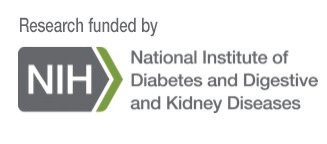 Research funded by
NIH
National Institute of
Diabetes and Digestive
and Kidney Diseases